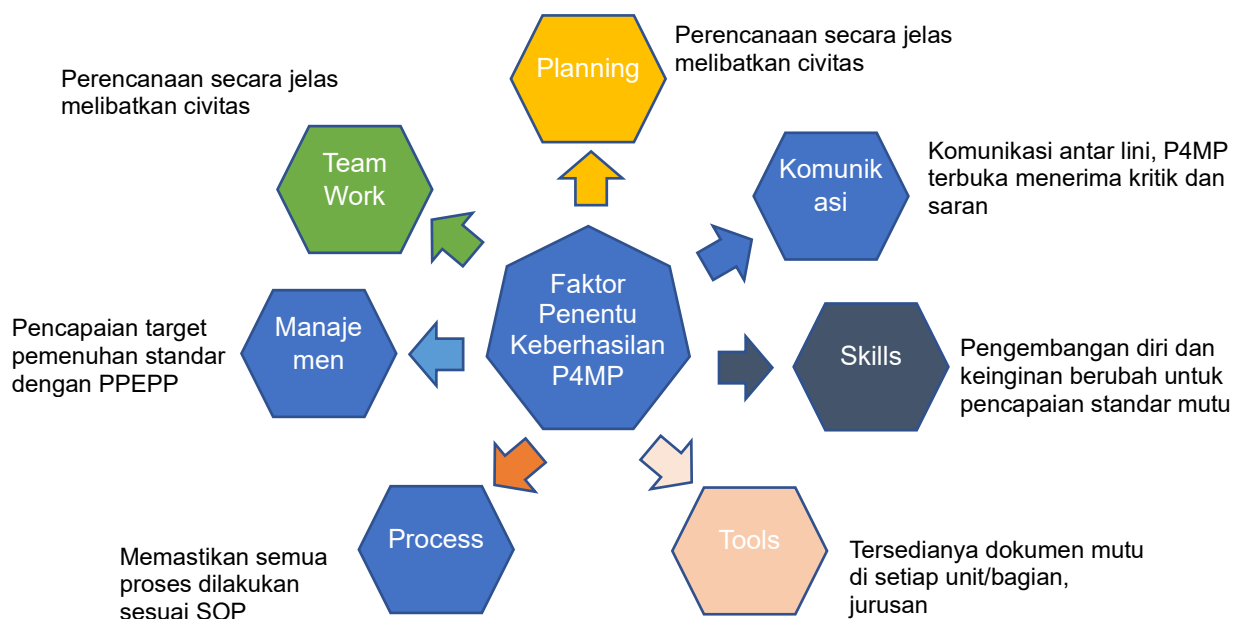 Planning
Perencanaan secara jelas
melibatkan civitas
Perencanaan secara jelas
melibatkan civitas
Team
Work
Komunik
asi
Komunikasi antar lini, P4MP
terbuka menerima kritik dan
saran
Faktor
Penentu
Keberhasilan
P4MP
Pencapaian target
pemenuhan standar
dengan PPEPP
Manaje
men
Skills
Pengembangan diri dan
keinginan berubah untuk
pencapaian standar mutu
Memastikan semua
proses dilakukan
sesuai SOP
Process
Tools
Tersedianya dokumen mutu
di setiap unit/bagian,
jurusan